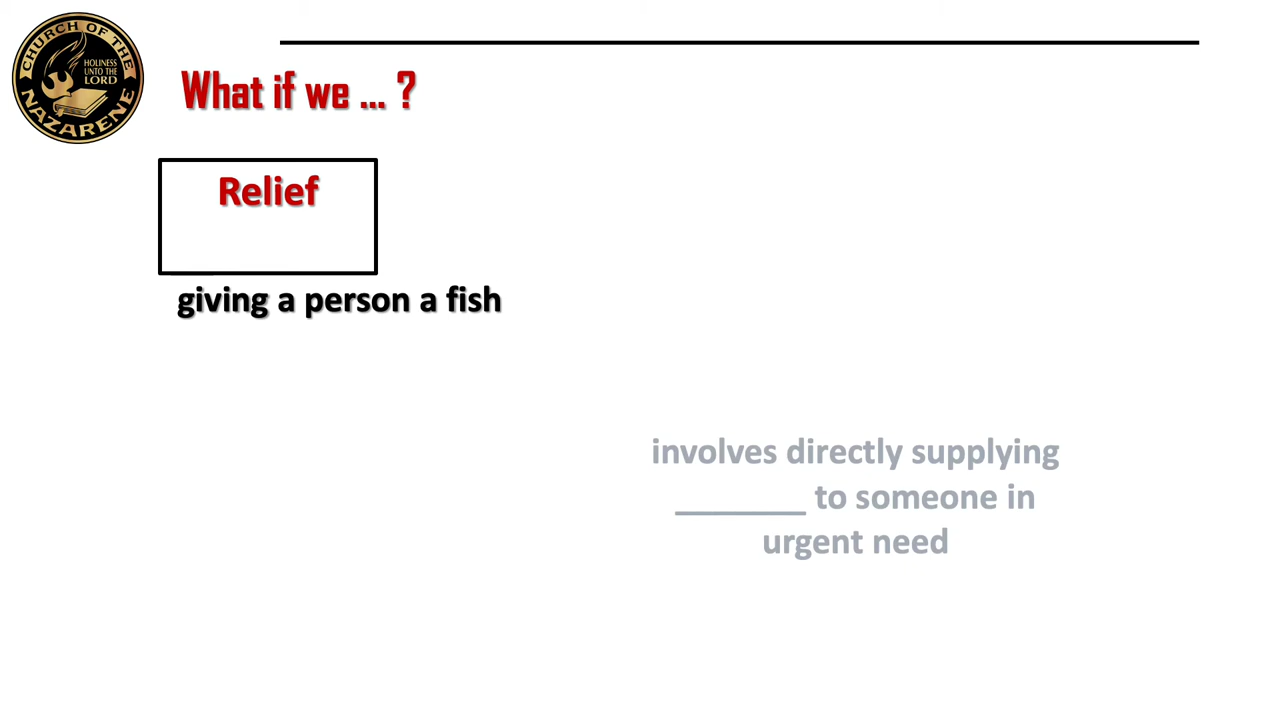 CHURCH OF THE
HOLINESS
UNTO THE
LORD
NAZARENE
What if we ... ?
Relief
giving a person a fish
involves directly supplying
_______ to someone in
urgent need